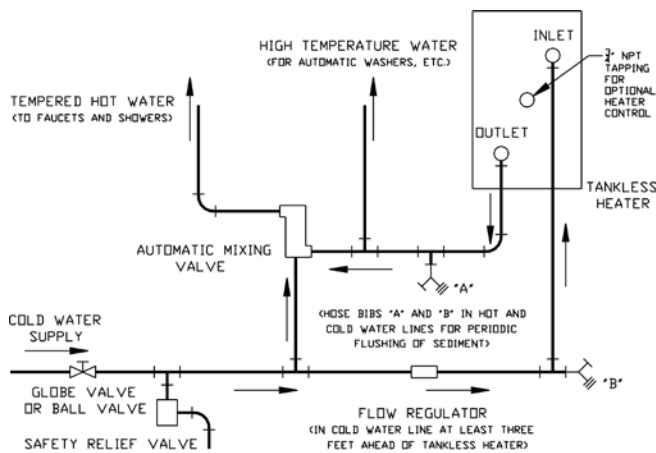 HIGH TEMPERATURE WATER
(FOR AUTOMATIC WASHERS, ETC.)
INLET
3/4" NPT
TAPPING
FOR
OPTIONAL
HEATER
CONTROL
TEMPERED HOT WATER
(TO FAUCETS AND SHOWERS)
OUTLET
TANKLESS
HEATER
AUTOMATIC MIXING
VALVE
"A"
(HOSE BIBS "A" AND "B" IN HOT AND
COLD WATER LINES FOR PERIODIC
FLUSHING OF SEDIMENT)
COLD WATER
SUPPLY
"B"
GLOBE VALVE
OR BALL VALVE
FLOW REGULATOR
(IN COLD WATER LINE AT LEAST THREE
FEET AHEAD OF TANKLESS HEATER)
SAFETY RELIEF VALVE